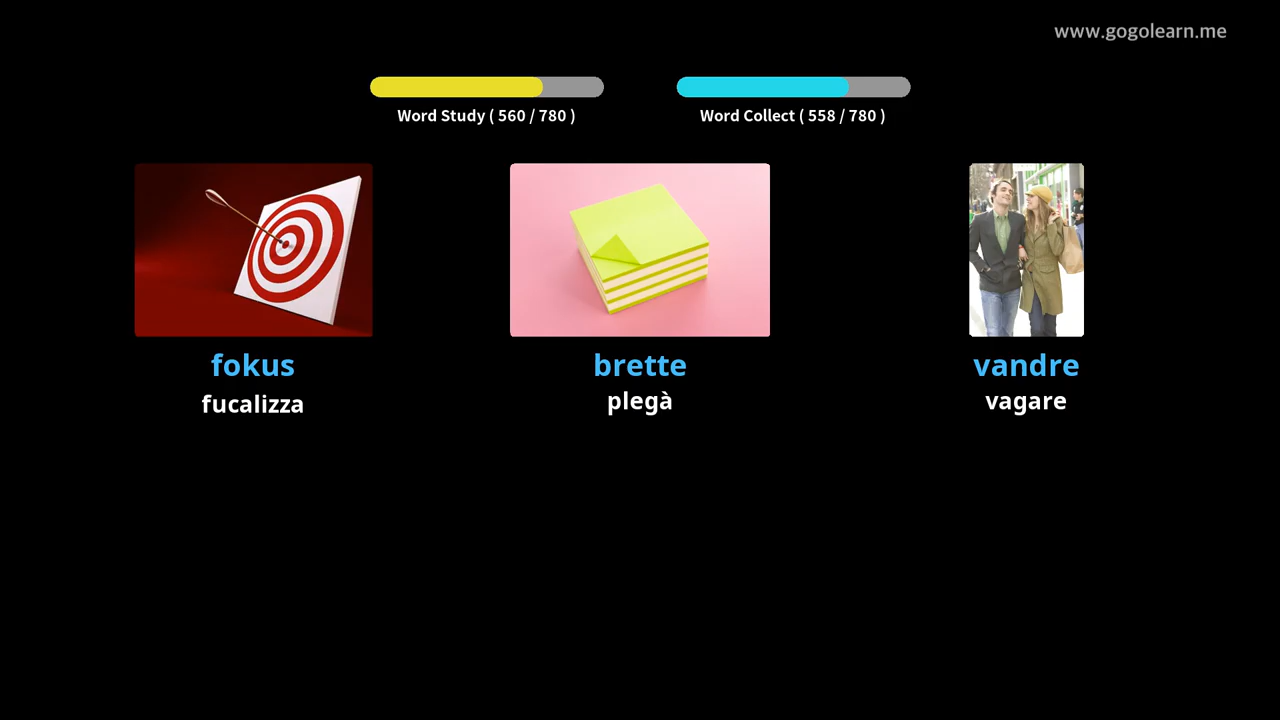 www.gogolearn.me
Word Study ( 560 / 780 )
Word Collect ( 558 / 780 )
fokus
brette
vandre
fucalizza
plegà
vagare